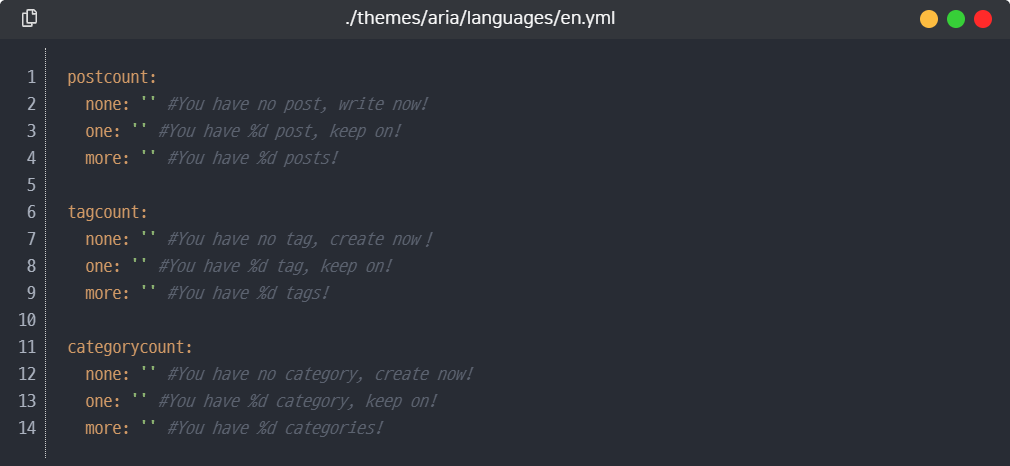 ./themes/aria/languages/en.yml
1 postcount:
2 none: '' #You have no post, write now!
3 one: '' #You have %d post, keep on!
4 more: '' #You have %d posts!
5
6 tagcount:
7 none: '' #You have no tag, create now！
8 one: '' #You have %d tag, keep on!
9 more: '' #You have %d tags!
10
11 categorycount:
12 none: '' #You have no category, create now!
13 one: '' #You have %d category, keep on!
14 more: '' #You have %d categories!